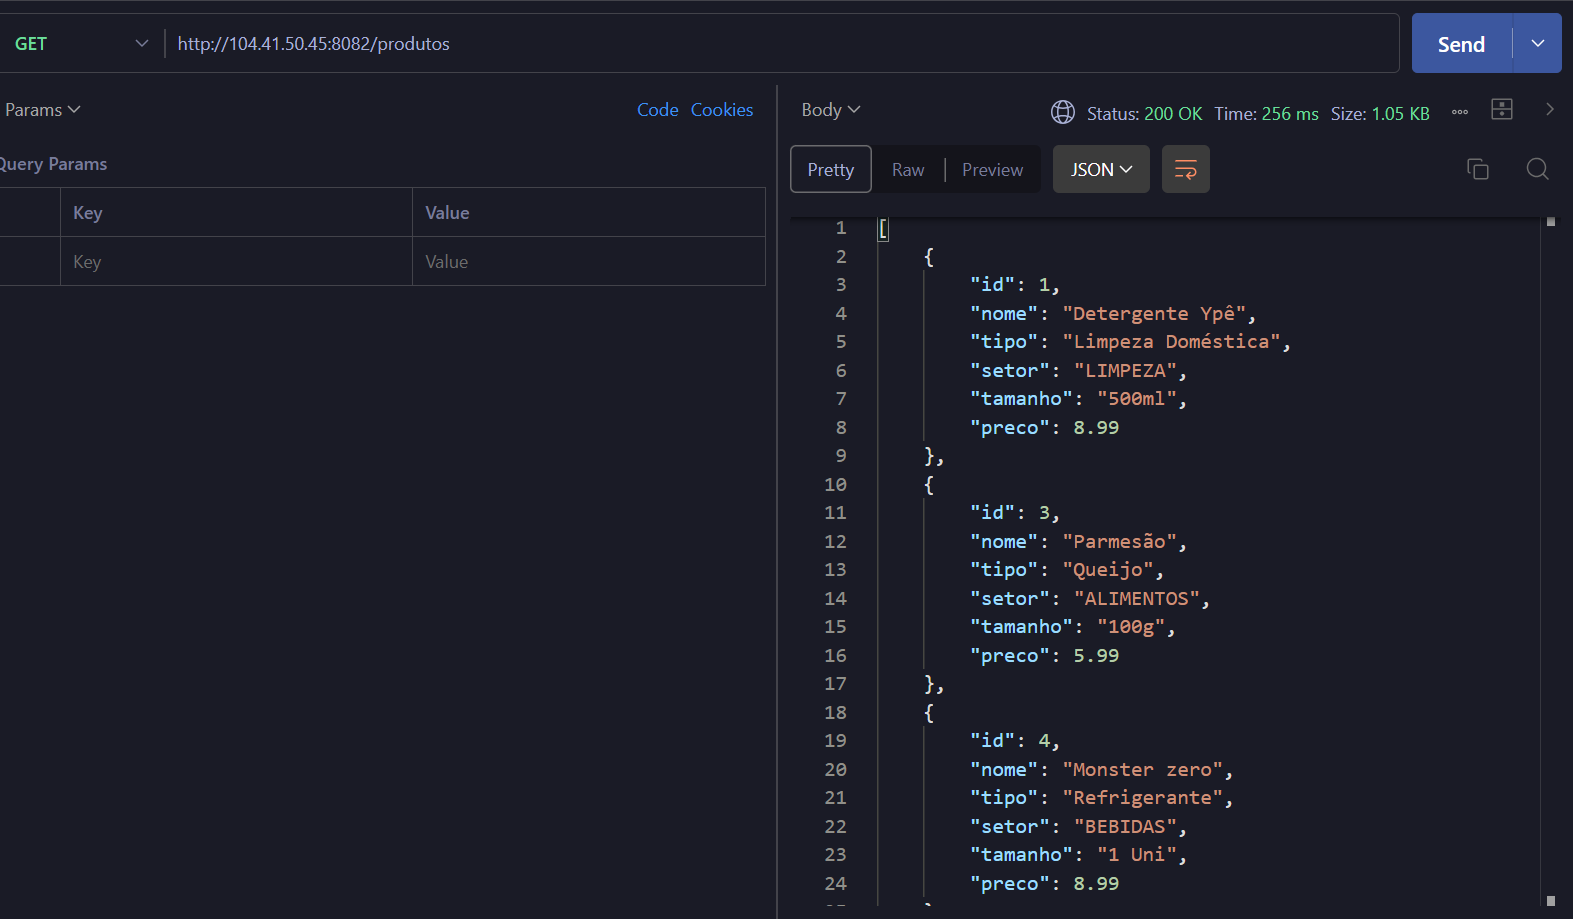 GET
http://104.41.50.45:8082/produtos
Send
Params
Code Cookies
Query Params
Key Value
Key Value
Body
Status: 200 OK Time: 256 ms Size: 1.05 KB
Pretty Raw Preview JSON
1 [
2 {
3 "id": 1,
4 "nome": "Detergente Ypê",
5 "tipo": "Limpeza Doméstica",
6 "setor": "LIMPEZA",
7 "tamanho": "500ml",
8 "preco": 8.99
9 },
10 {
11 "id": 3,
12 "nome": "Parmesão",
13 "tipo": "Queijo",
14 "setor": "ALIMENTOS",
15 "tamanho": "100g",
16 "preco": 5.99
17 },
18 {
19 "id": 4,
20 "nome": "Monster zero",
21 "tipo": "Refrigerante",
22 "setor": "BEBIDAS",
23 "tamanho": "1 Uni",
24 "preco": 8.99